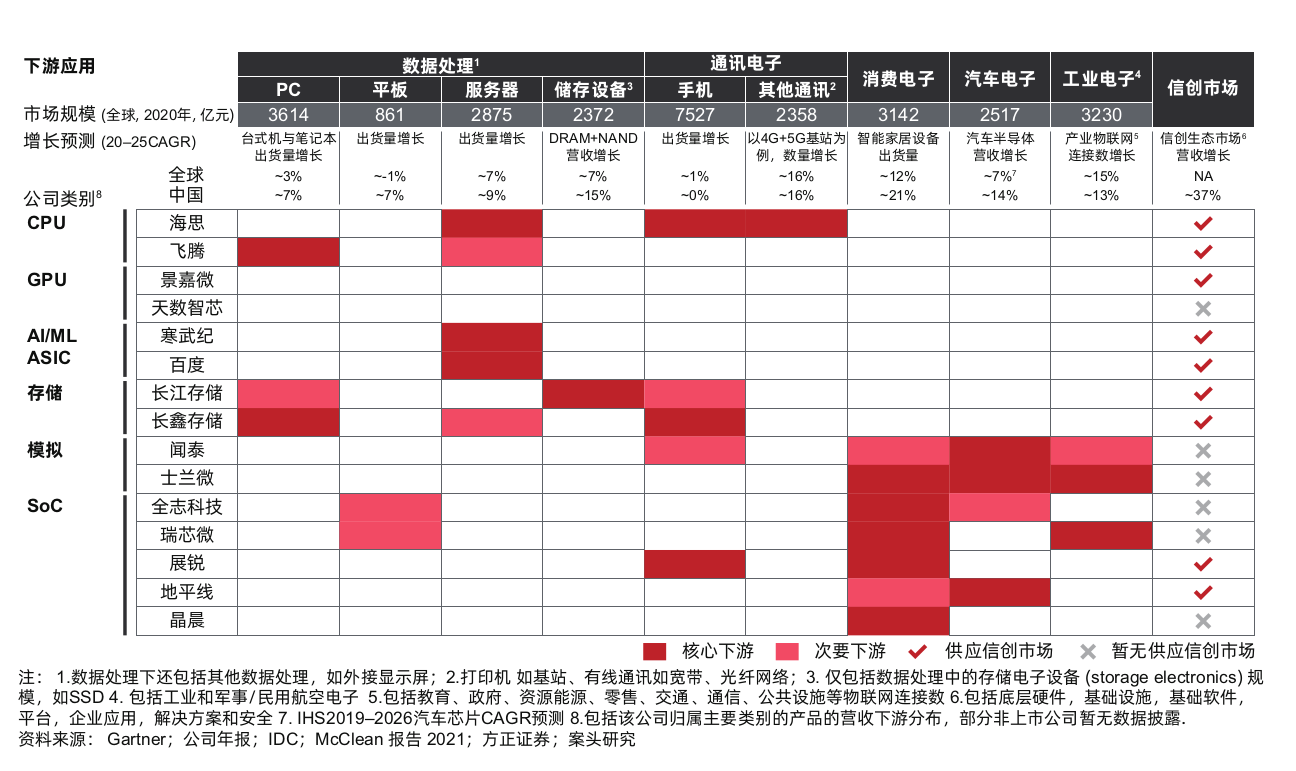 下游应用 数据处理1 通讯电子 消费电子 汽车电子 工业电子4 信创市场
PC 平板 服务器 储存设备3 手机 其他通讯2
市场规模 (全球, 2020年, 亿元) 3614 861 2875 2372 7527 2358 3142 2517 3230
增长预测 (20–25CAGR) 台式机与笔记本 出货量增长 出货量增长 DRAM+NAND 出货量增长 以4G+5G基站为 智能家居设备 汽车半导体 产业物联网5 信创生态市场6
出货量增长 营收增长 例，数量增长 出货量 营收增长 连接数增长 营收增长
全球 ~3% ~-1% ~7% ~7% ~1% ~16% ~12% ~7%7 ~15% NA
公司类别8 中国 ~7% ~7% ~9% ~15% ~0% ~16% ~21% ~14% ~13% ~37%
CPU 海思
飞腾
GPU 景嘉微
天数智芯
AI/ML 寒武纪
ASIC 百度
存储 长江存储
长鑫存储
模拟 闻泰
士兰微
SoC 全志科技
瑞芯微
展锐
地平线
晶晨
核心下游 次要下游 供应信创市场 暂无供应信创市场
注： 1.数据处理下还包括其他数据处理，如外接显示屏；2.打印机 如基站、有线通讯如宽带、光纤网络；3. 仅包括数据处理中的存储电子设备 (storage electronics) 规
模，如SSD 4. 包括工业和军事/民用航空电子 5.包括教育、政府、资源能源、零售、交通、通信、公共设施等物联网连接数 6.包括底层硬件，基础设施，基础软件，
平台，企业应用，解决方案和安全 7. IHS2019–2026汽车芯片CAGR预测 8.包括该公司归属主要类别的产品的营收下游分布，部分非上市公司暂无数据披露.
资料来源： Gartner；公司年报；IDC；McClean 报告 2021；方正证券；案头研究